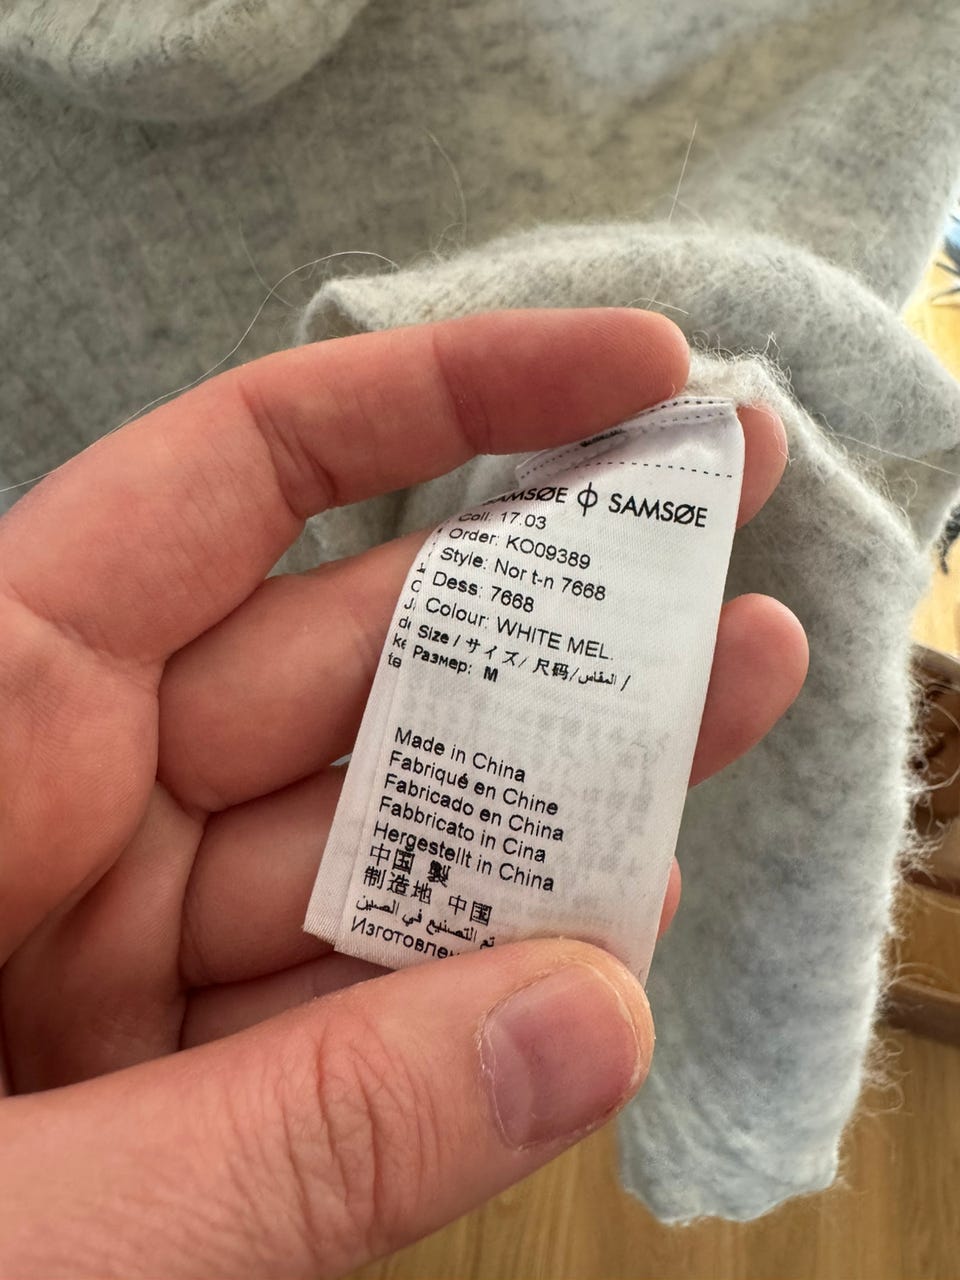 SAMSØE ϕ SAMSØE
Coll: 17.03
Order: KO09389
Style: Nor t-n 7668
Dess: 7668
Colour: WHITE MEL.
Size / サイズ/ 尺码/المقاس /
Размер: M
Made in China
Fabriqué en Chine
Fabricado en China
Fabbricato in Cina
Hergestellt in China
中国 製
制造地 中国
تم التصنيع في الصين
Изготовлен